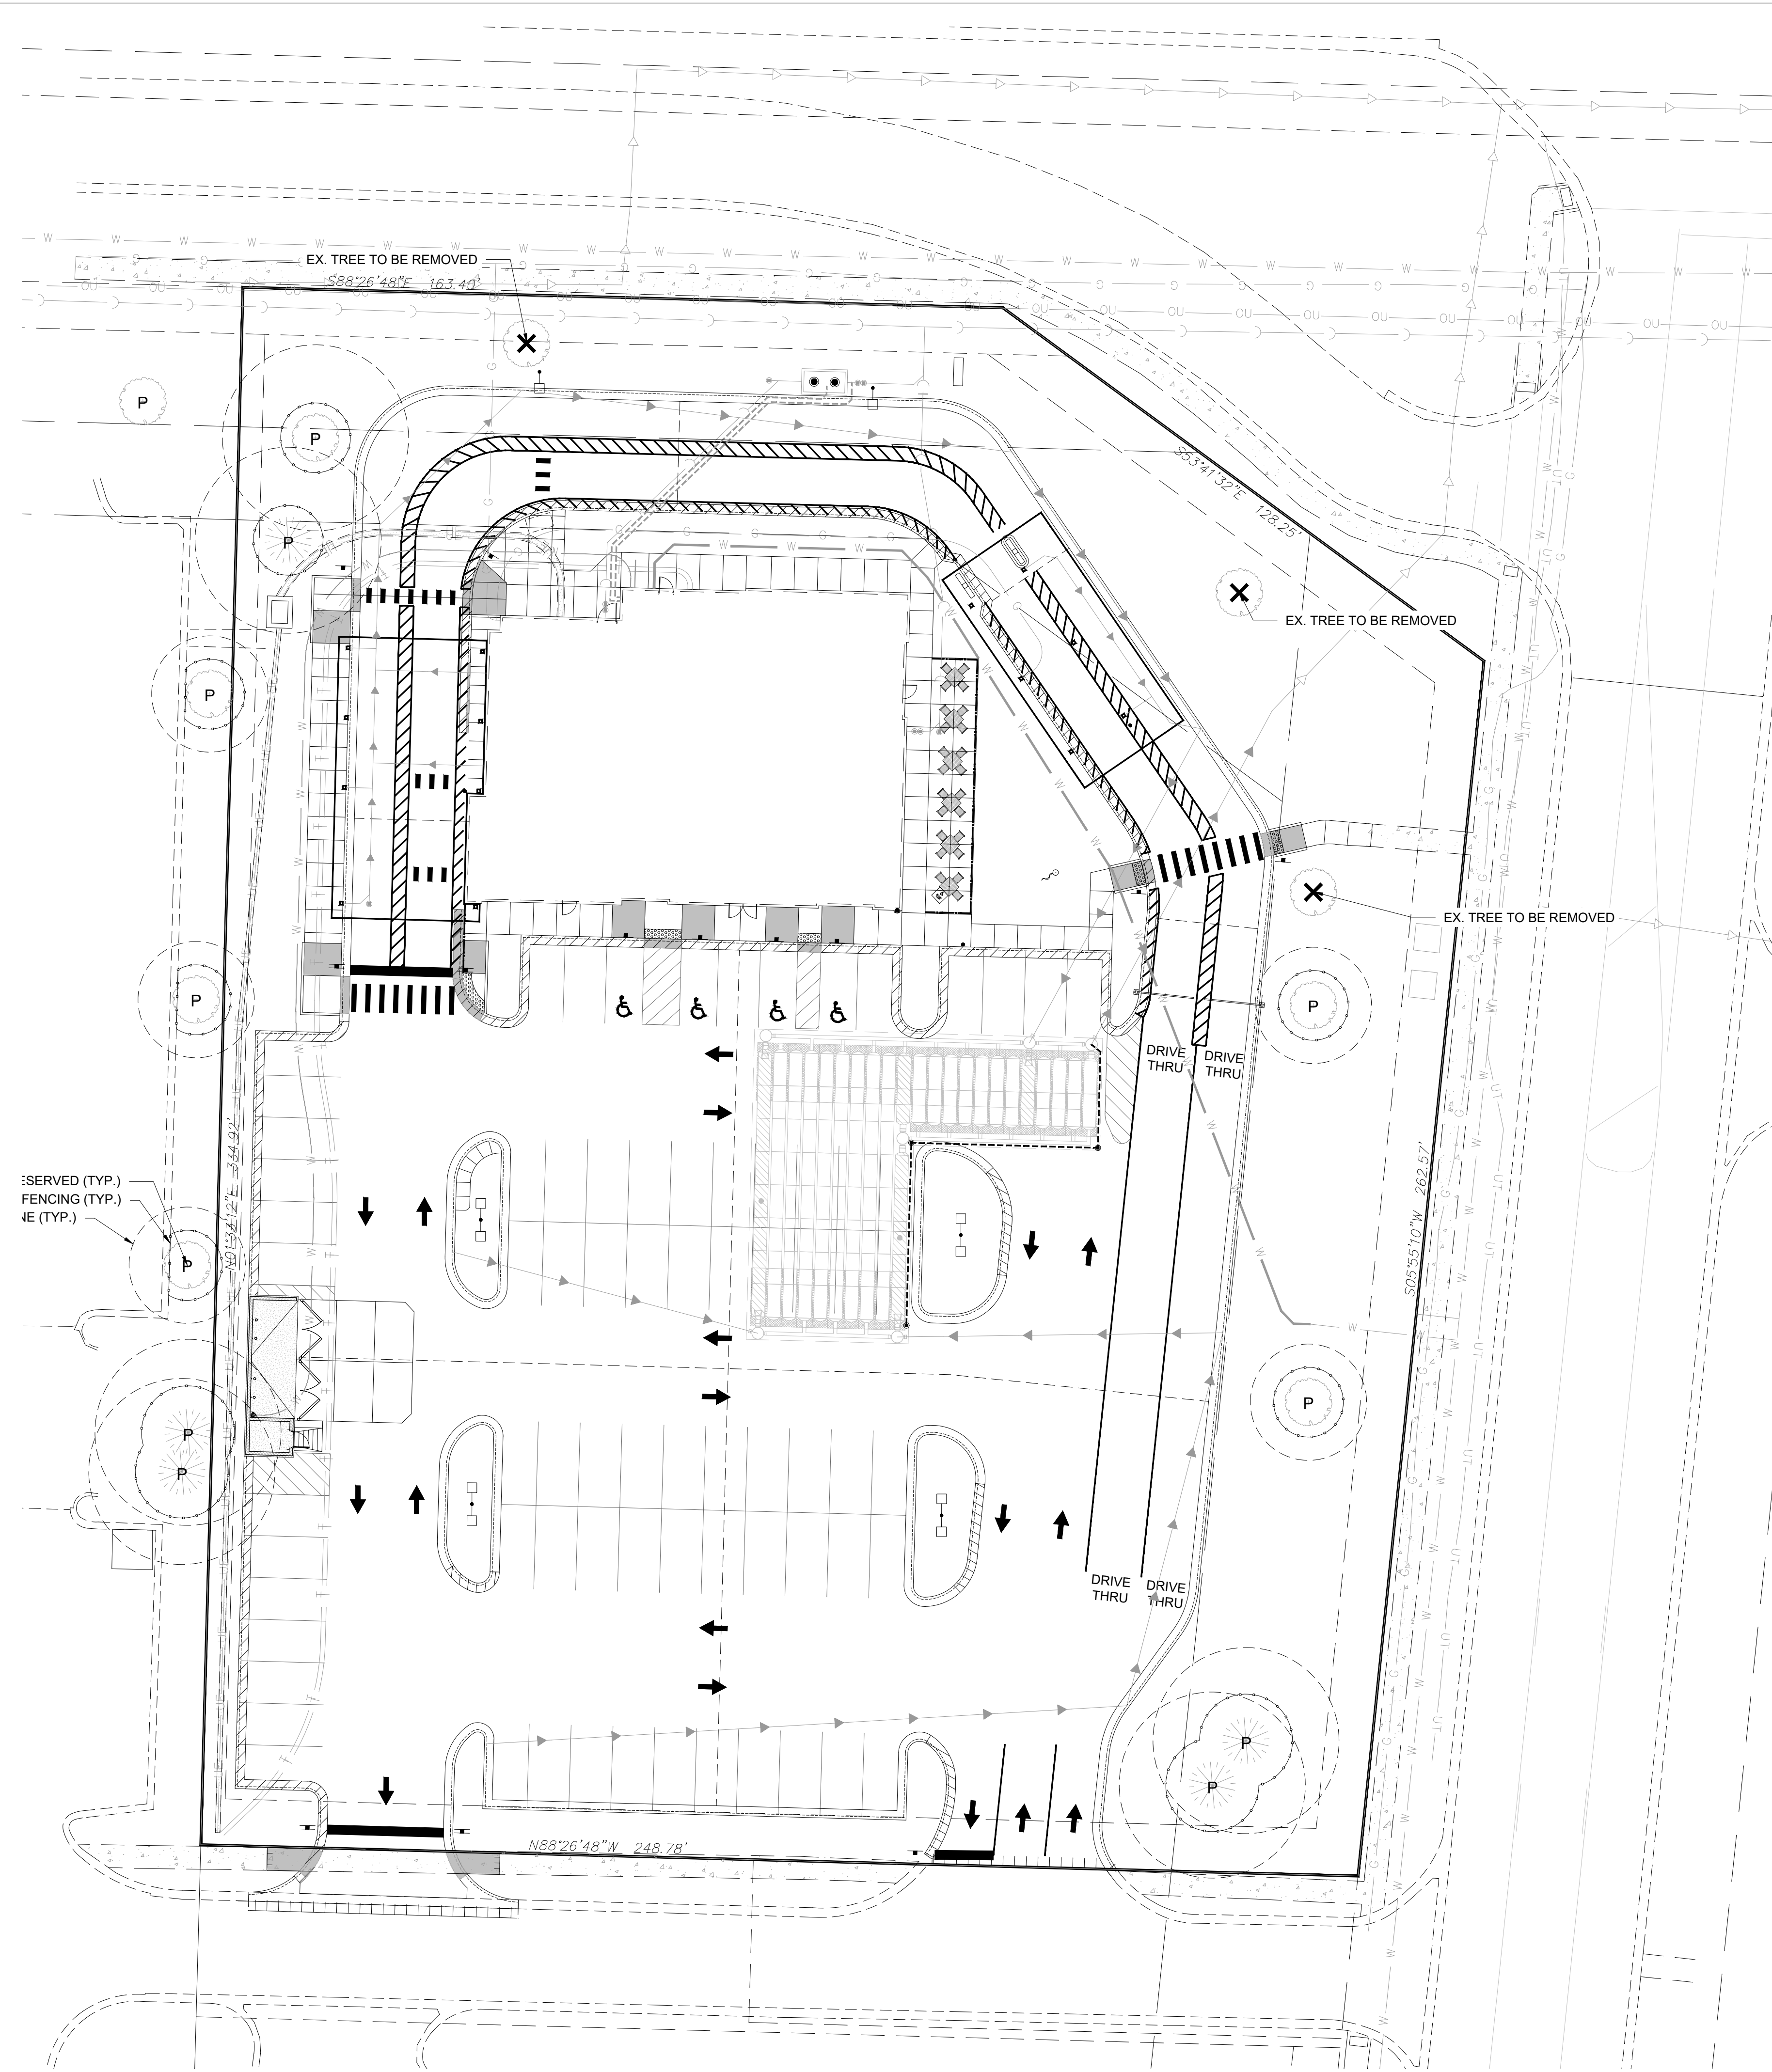 EX. TREE TO BE REMOVED
S88°26'48"E 163.40'
S53°41'32"E 128.25'
EX. TREE TO BE REMOVED
EX. TREE TO BE REMOVED
P
P
P
P
P
P
DRIVE THRU
DRIVE THRU
N01°33'12"E 334.92'
S05°55'10"W 262.57'
ESERVED (TYP.)
FENCING (TYP.)
NE (TYP.)
P
P
P
P
DRIVE THRU
DRIVE THRU
P
P
N88°26'48"W 248.78'
W
G
OU
UT